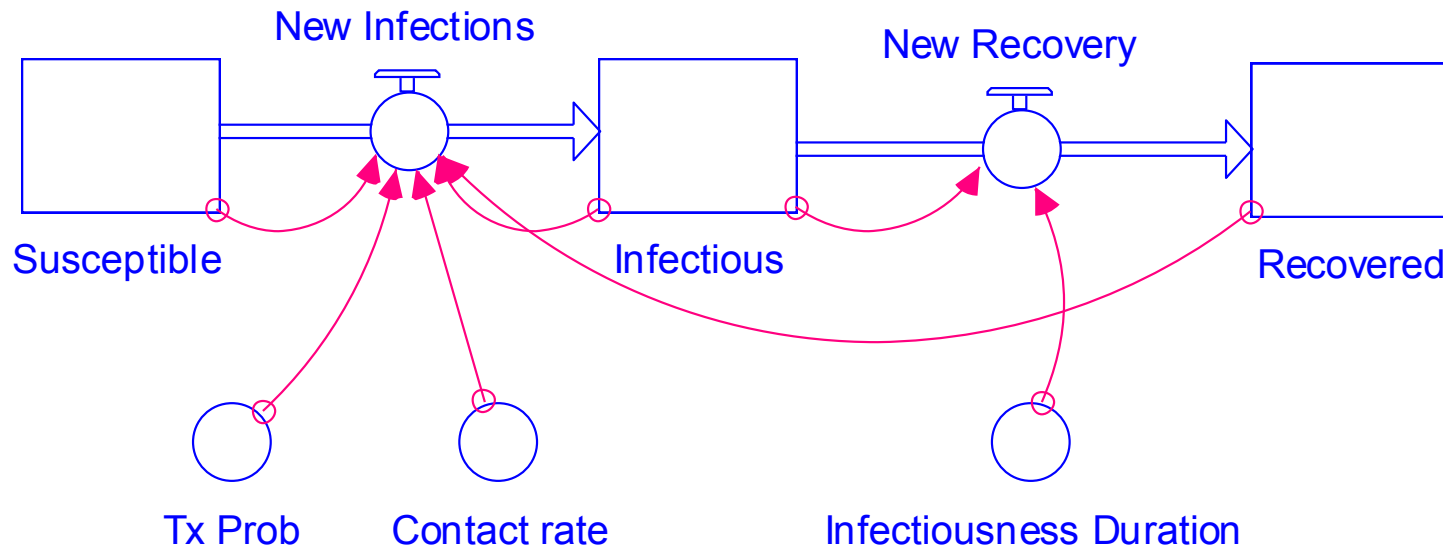 New Infections
New Recovery
Susceptible
Infectious
Recovered
Tx Prob
Contact rate
Infectiousness Duration